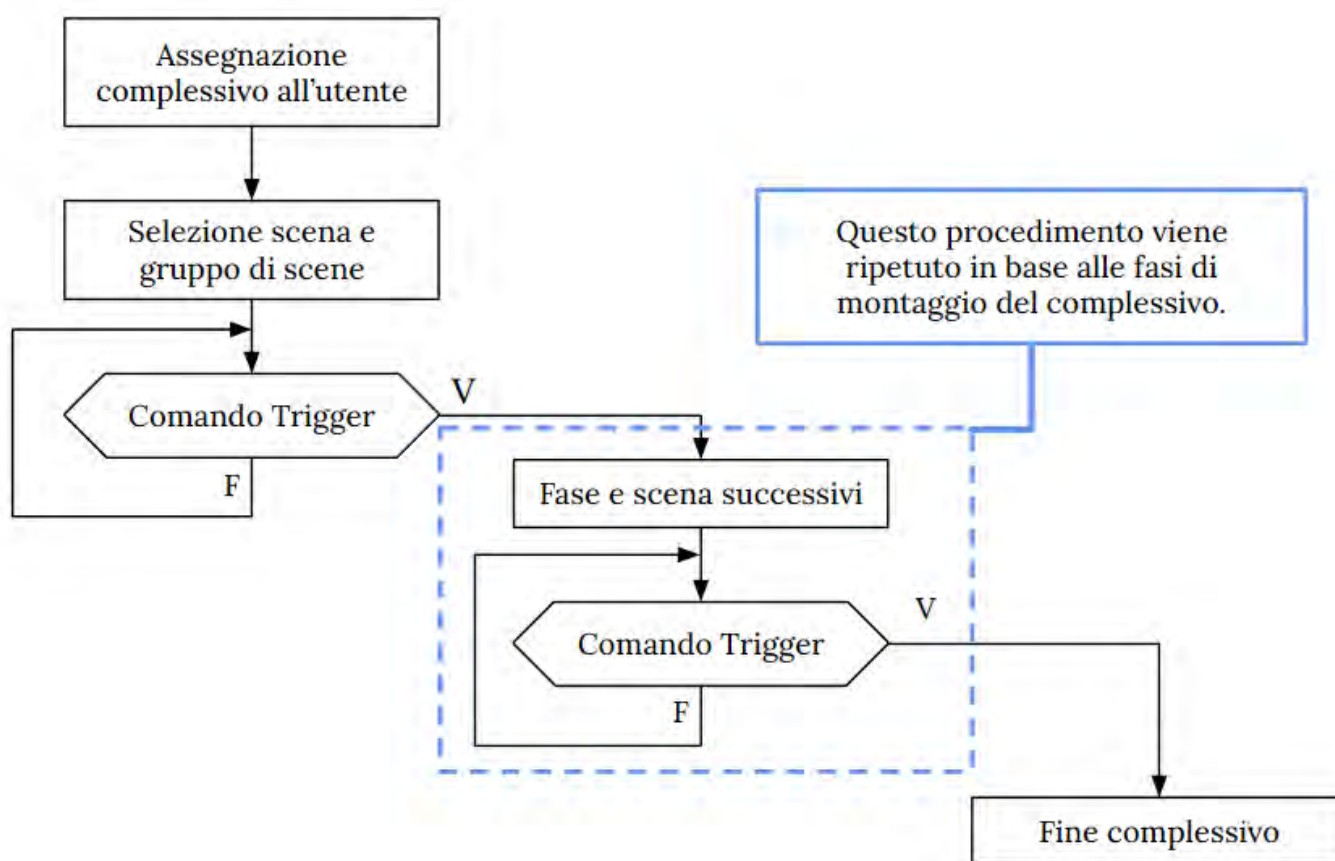 Assegnazione
complessivo all'utente
Selezione scena e
gruppo di scene
Questo procedimento viene
ripetuto in base alle fasi di
montaggio del complessivo.
Comando Trigger
V
F
Fase e scena successivi
Comando Trigger
V
F
Fine complessivo